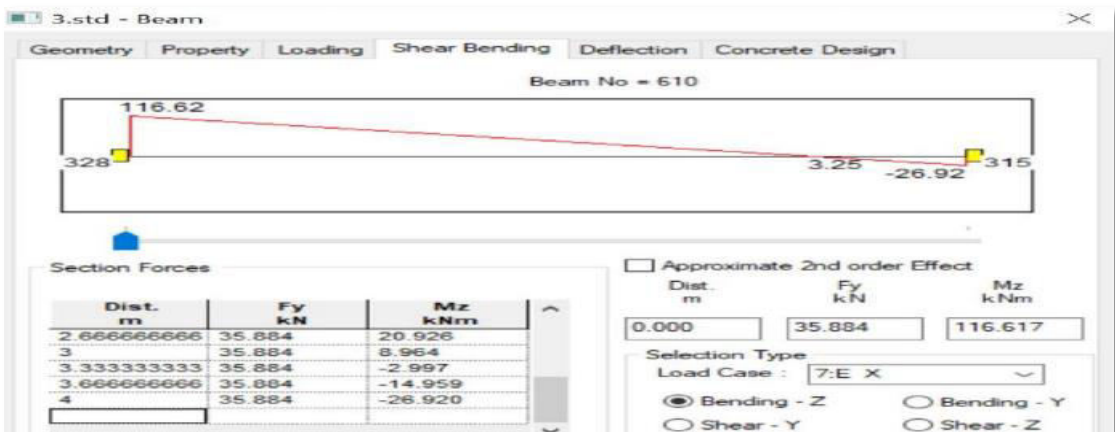 3.std - Beam
Geometry Property Loading Shear Bending Deflection Concrete Design
Beam No = 610
116.62
328 3.25 -26.92 315
Section Forces
Dist. m Fy kN Mz kNm
2.666666666 35.884 20.926
3 35.884 8.964
3.333333333 35.884 -2.997
3.666666666 35.884 -14.959
4 35.884 -26.920
Approximate 2nd order Effect
Dist. m Fy kN Mz kNm
0.000 35.884 116.617
Selection Type
Load Case : 7:E X
Bending - Z Bending - Y
Shear - Y Shear - Z